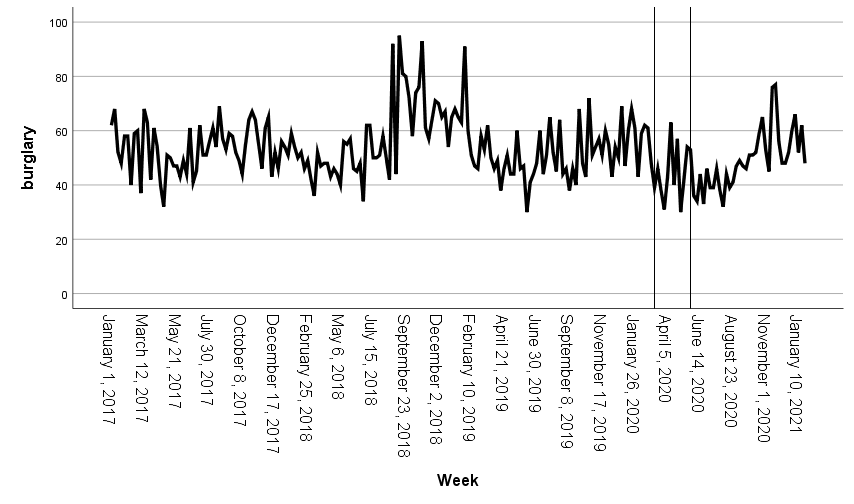 100
80
60
40
20
0
burglary
January 1, 2017
March 12, 2017
May 21, 2017
July 30, 2017
October 8, 2017
December 17, 2017
February 25, 2018
May 6, 2018
July 15, 2018
September 23, 2018
December 2, 2018
February 10, 2019
April 21, 2019
June 30, 2019
September 8, 2019
November 17, 2019
January 26, 2020
April 5, 2020
June 14, 2020
August 23, 2020
November 1, 2020
January 10, 2021
Week